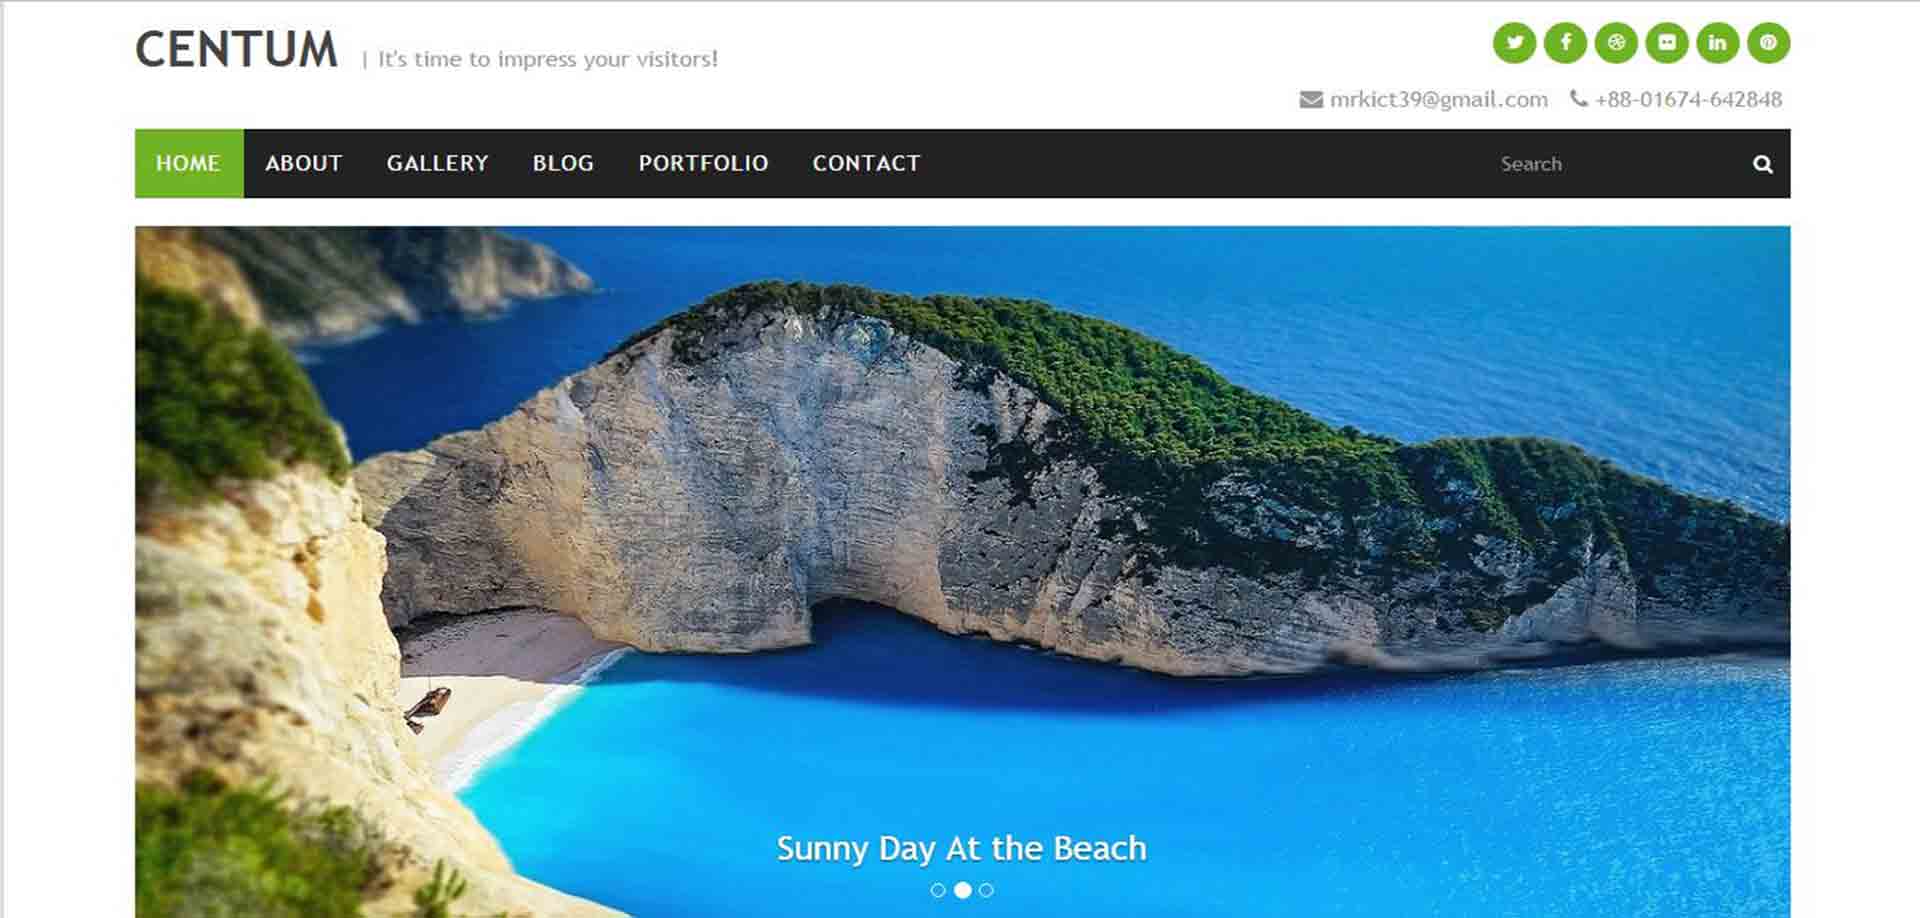 CENTUM | It's time to impress your visitors!
mrkict39@gmail.com +88-01674-642848
HOME ABOUT GALLERY BLOG PORTFOLIO CONTACT Search
Sunny Day At the Beach